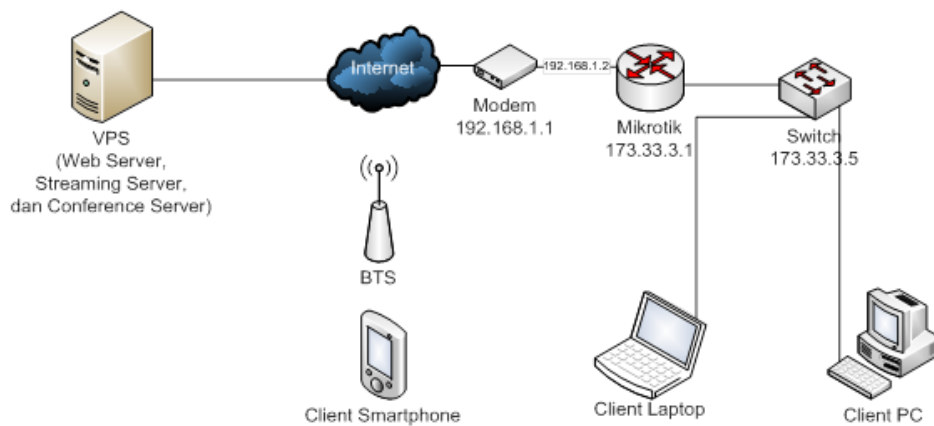 Internet
192.168.1.2
Modem
192.168.1.1
Mikrotik
173.33.3.1
Switch
173.33.3.5
VPS
(Web Server,
Streaming Server,
dan Conference Server)
BTS
Client Smartphone
Client Laptop
Client PC